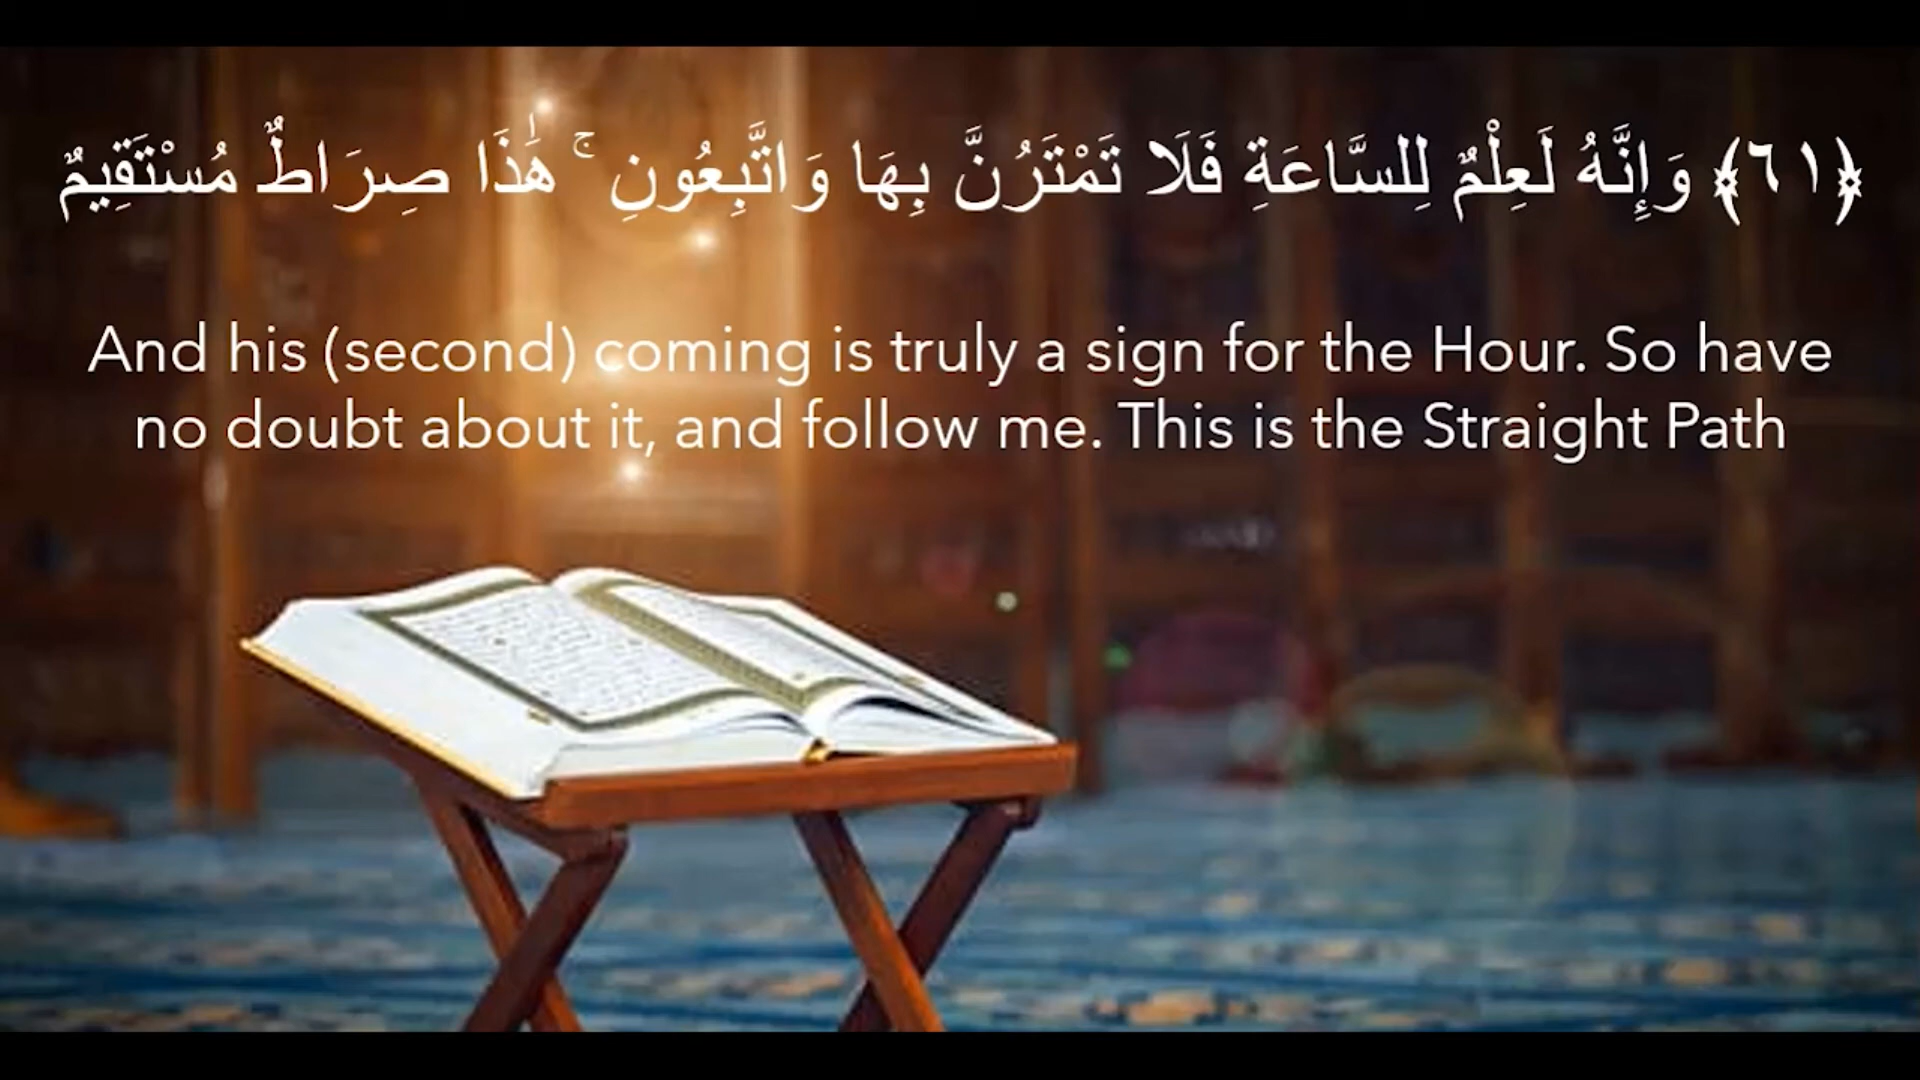 ﴿٦١﴾ وَإِنَّهُ لَعِلْمٌ لِلسَّاعَةِ فَلَا تَمْتَرُنَّ بِهَا وَاتَّبِعُونِ ۚ هَٰذَا صِرَاطٌ مُسْتَقِيمٌ
And his (second) coming is truly a sign for the Hour. So have
no doubt about it, and follow me. This is the Straight Path